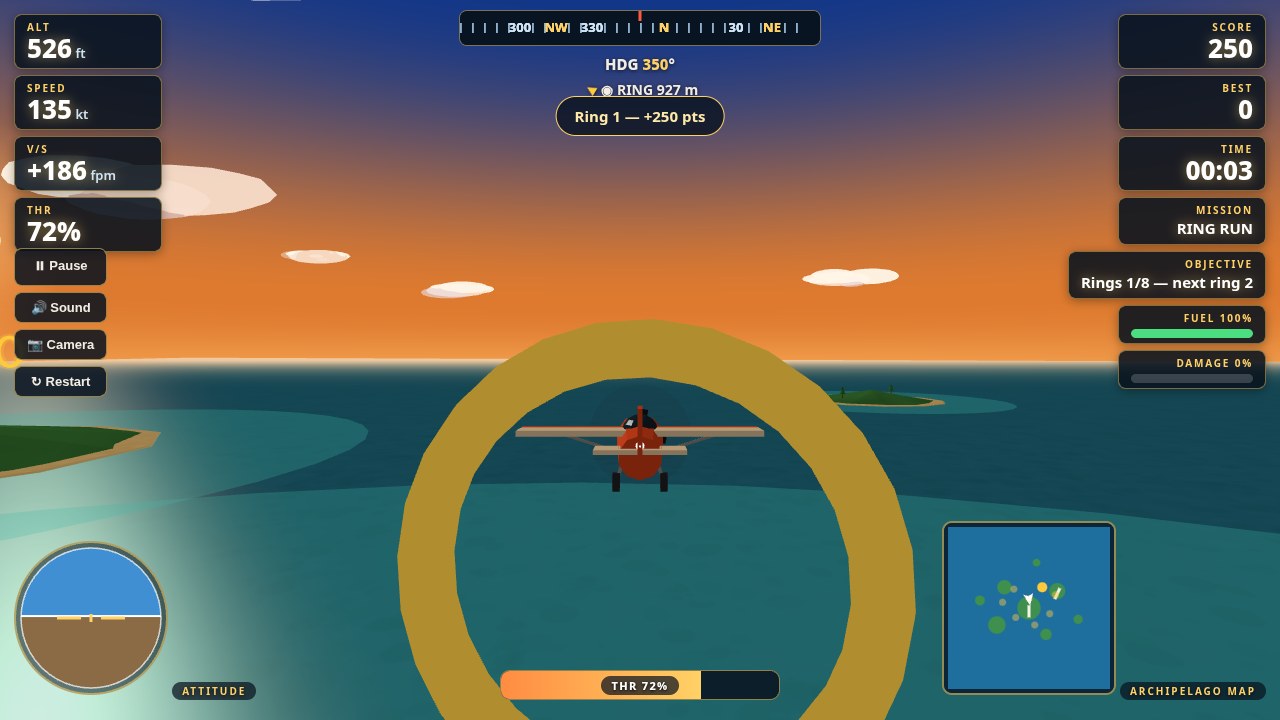 ALT
526 ft
SPEED
135 kt
V/S
+186 fpm
THR
72%
⏸ Pause
🔊 Sound
📷 Camera
↻ Restart
300 NW 330 N 30 NE
HDG 350°
▼ ◉ RING 927 m
Ring 1 — +250 pts
SCORE
250
BEST
0
TIME
00:03
MISSION
RING RUN
OBJECTIVE
Rings 1/8 — next ring 2
FUEL 100%
DAMAGE 0%
ATTITUDE
THR 72%
ARCHIPELAGO MAP